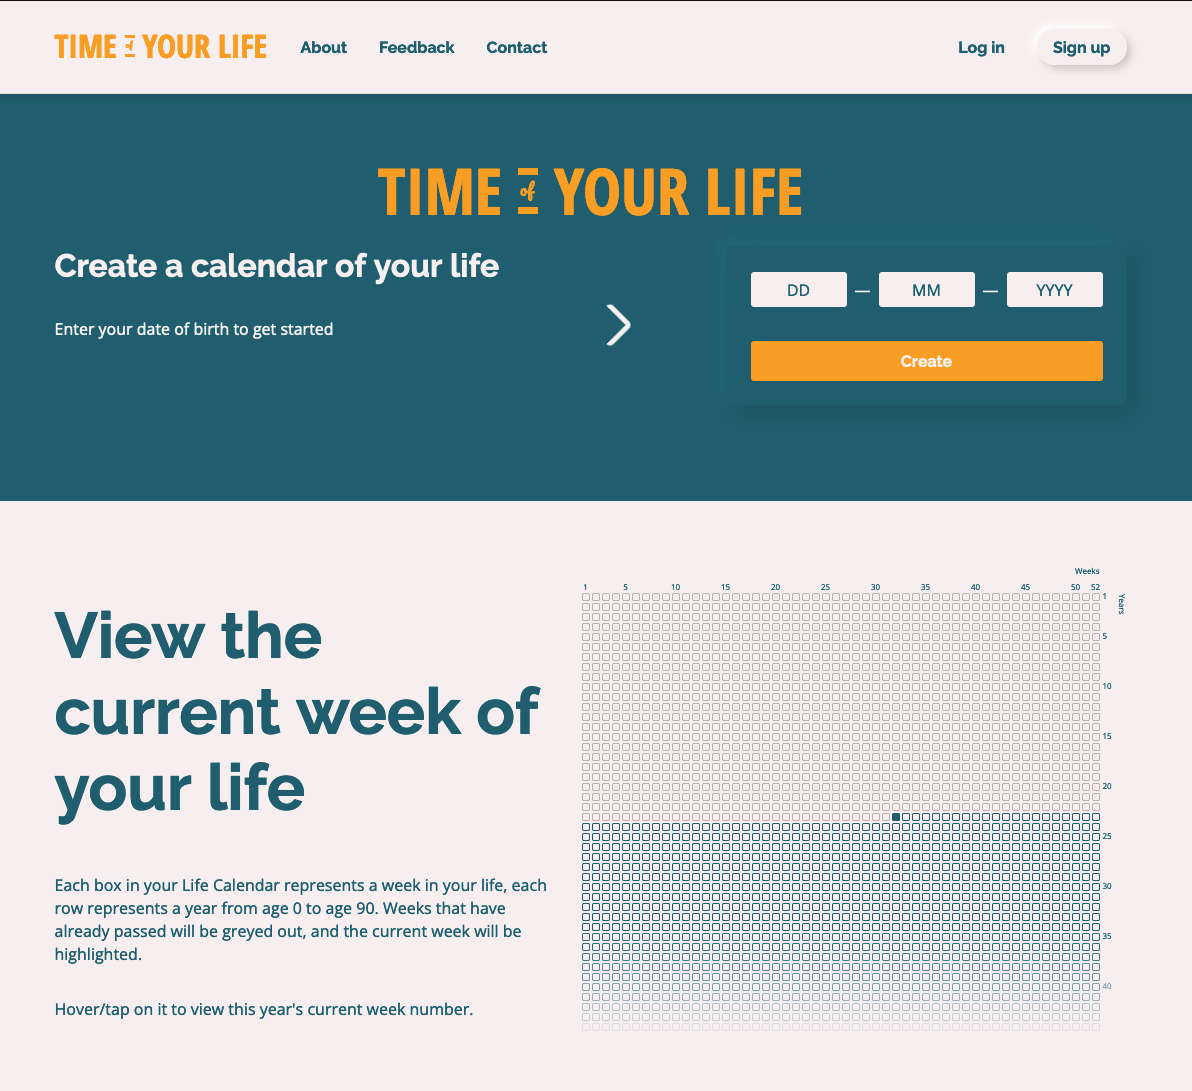 TIME of YOUR LIFE About Feedback Contact Log in Sign up
TIME of YOUR LIFE
Create a calendar of your life
Enter your date of birth to get started
DD — MM — YYYY
Create
View the
current week of
your life
Each box in your Life Calendar represents a week in your life, each
row represents a year from age 0 to age 90. Weeks that have
already passed will be greyed out, and the current week will be
highlighted.
Hover/tap on it to view this year's current week number.
Weeks
1 5 10 15 20 25 30 35 40 45 50 52
Years
1
5
10
15
20
25
30
35
40